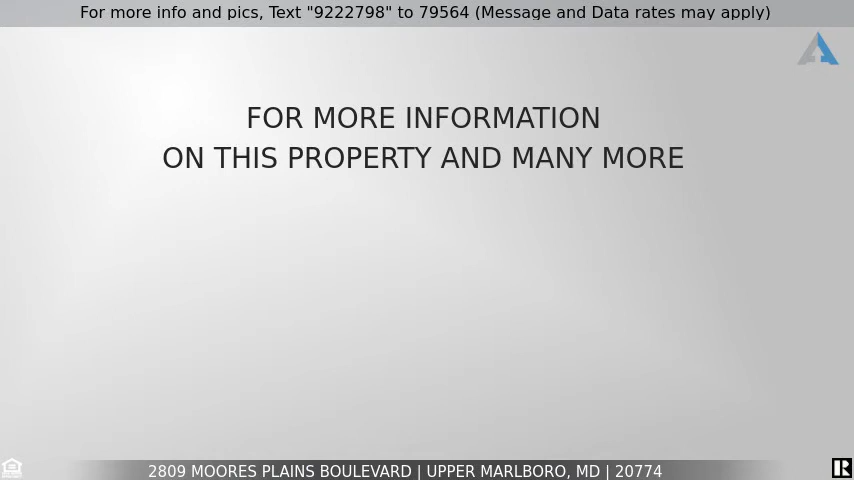 For more info and pics, Text "9222798" to 79564 (Message and Data rates may apply)
FOR MORE INFORMATION
ON THIS PROPERTY AND MANY MORE
2809 MOORES PLAINS BOULEVARD | UPPER MARLBORO, MD | 20774